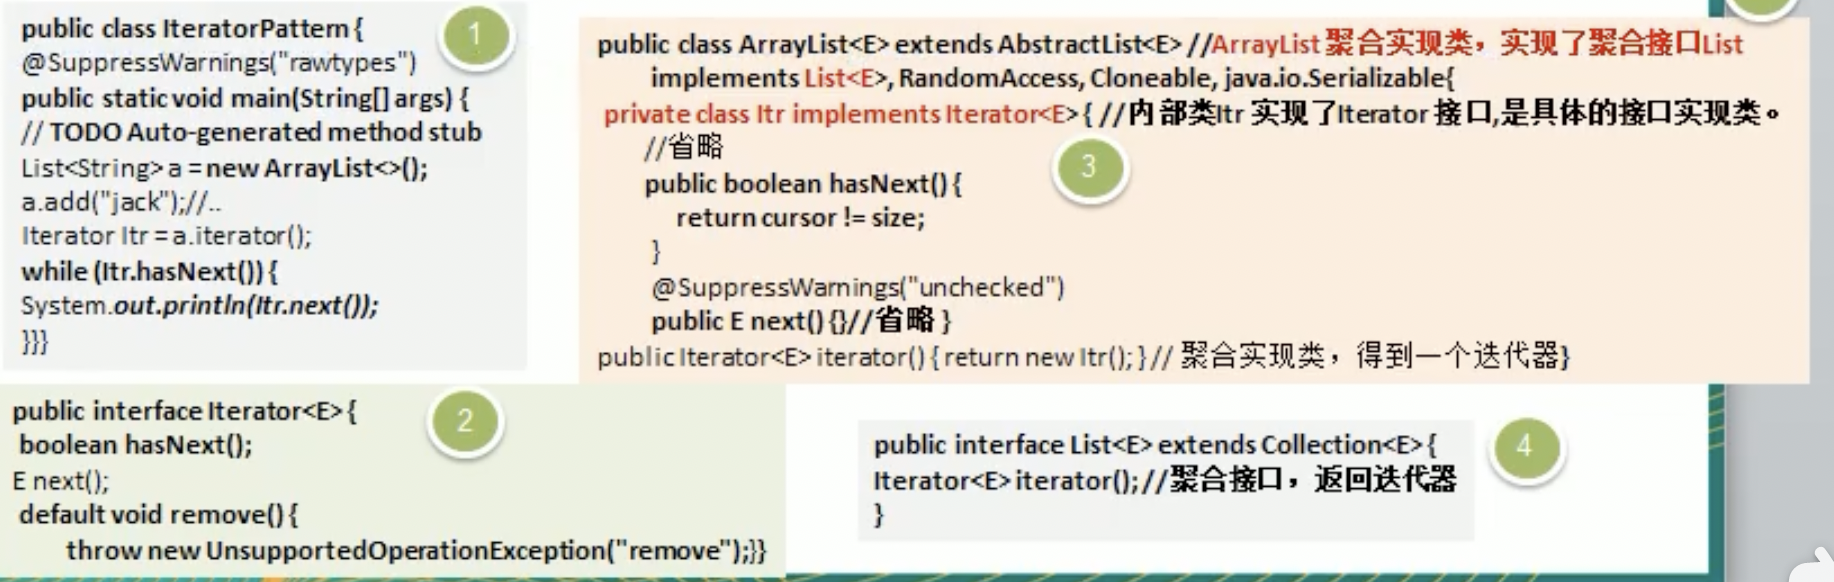 public class IteratorPattern {
@SuppressWarnings("rawtypes")
public static void main(String[] args) {
// TODO Auto-generated method stub
List<String> a = new ArrayList<>();
a.add("jack");//..
Iterator Itr = a.iterator();
while (Itr.hasNext()) {
System.out.println(Itr.next());
}}}
1
public class ArrayList<E> extends AbstractList<E> //ArrayList 聚合实现类，实现了聚合接口List
implements List<E>, RandomAccess, Cloneable, java.io.Serializable{
private class Itr implements Iterator<E> { //内部类Itr 实现了Iterator 接口,是具体的接口实现类。
//省略
public boolean hasNext() {
return cursor != size;
}
@SuppressWarnings("unchecked")
public E next() {}//省略 }
public Iterator<E> iterator() { return new Itr(); } // 聚合实现类，得到一个迭代器}
3
public interface Iterator<E> {
boolean hasNext();
E next();
default void remove() {
throw new UnsupportedOperationException("remove");}}
2
public interface List<E> extends Collection<E> {
Iterator<E> iterator(); //聚合接口，返回迭代器
}
4